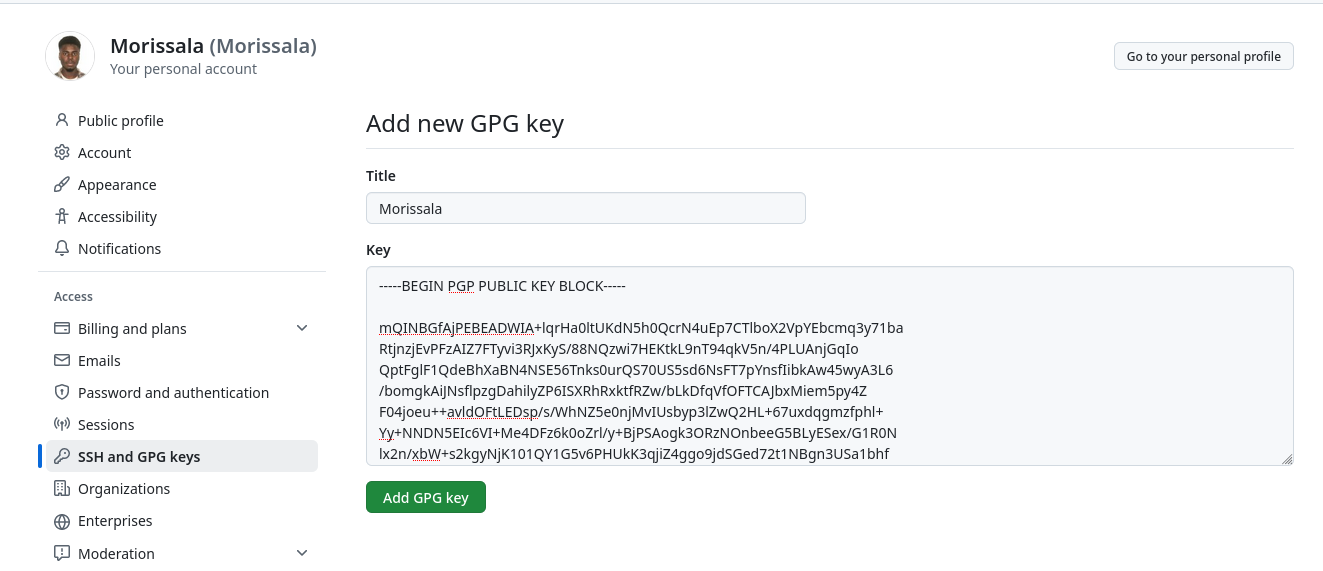 Morissala (Morissala)
Your personal account
Go to your personal profile
Public profile
Account
Appearance
Accessibility
Notifications
Access
Billing and plans
Emails
Password and authentication
Sessions
SSH and GPG keys
Organizations
Enterprises
Moderation
Add new GPG key
Title
Morissala
Key
-----BEGIN PGP PUBLIC KEY BLOCK-----
mQINBGfAjPEBEADWIA+lqrHa0ltUKdN5h0QcrN4uEp7CTlboX2VpYEbcmq3y71ba
RtjnzjEvPFzAIZ7FTyvi3RJxKyS/88NQzwi7HEKtkL9nT94qkV5n/4PLUAnjGqIo
QptFglF1QdeBhXaBN4NSE56Tnks0urQS70US5sd6NsFT7pYnsfIibkAw45wyA3L6
/bomgkAiJNsflpzgDahilyZP6ISXRhRxktfRZw/bLkDfqVfOFTCAJbxMiem5py4Z
F04joeu++avldOFtLEDsp/s/WhNZ5e0njMvIUsbyp3lZwQ2HL+67uxdqgmzfphl+
Yy+NNDN5EIc6VI+Me4DFz6k0oZrl/y+BjPSAogk3ORzNOnbeeG5BLyESex/G1R0N
lx2n/xbW+s2kgyNjK101QY1G5v6PHUkK3qjiZ4ggo9jdSGed72t1NBgn3USa1bhf
Add GPG key